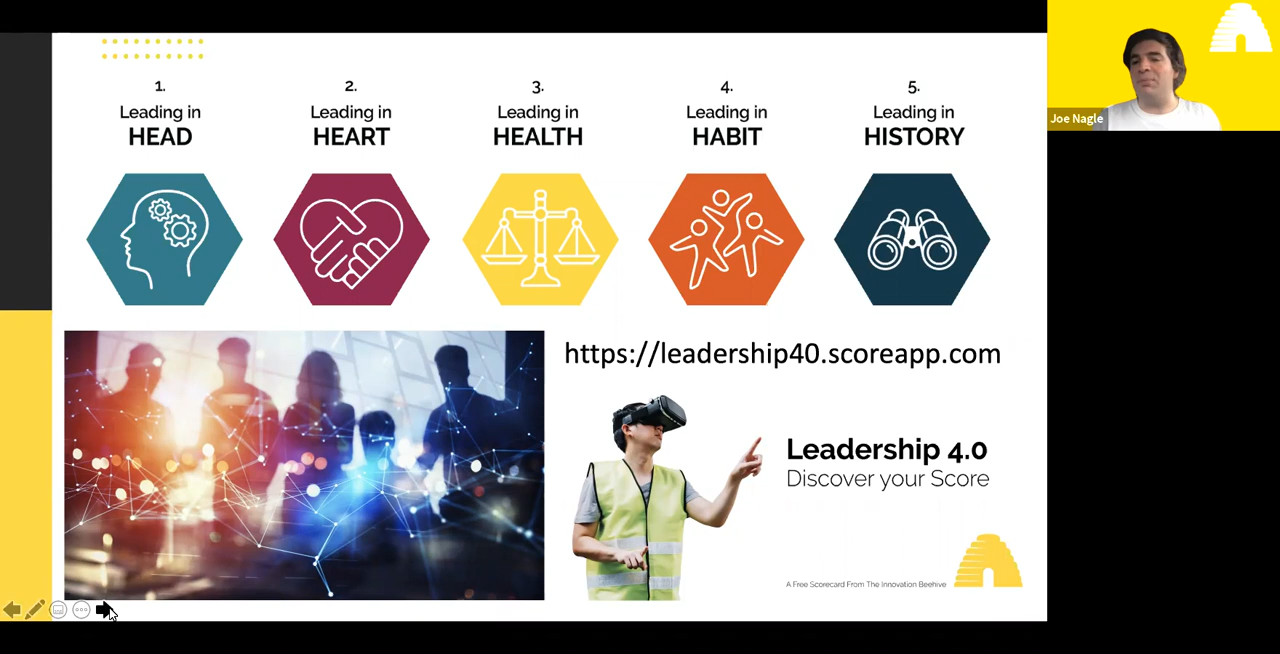 1.
Leading in
HEAD
2.
Leading in
HEART
3.
Leading in
HEALTH
4.
Leading in
HABIT
5.
Leading in
HISTORY
https://leadership40.scoreapp.com
Leadership 4.0
Discover your Score
A Free Scorecard From The Innovation Beehive
Joe Nagle